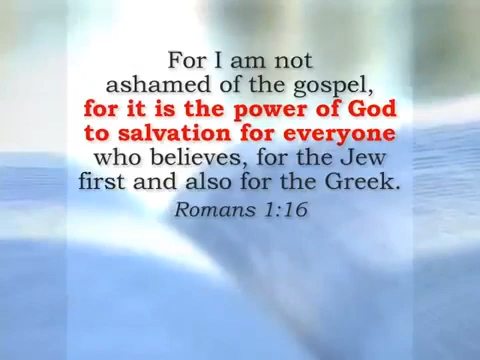 For I am not
ashamed of the gospel,
for it is the power of God
to salvation for everyone
who believes, for the Jew
first and also for the Greek.
Romans 1:16